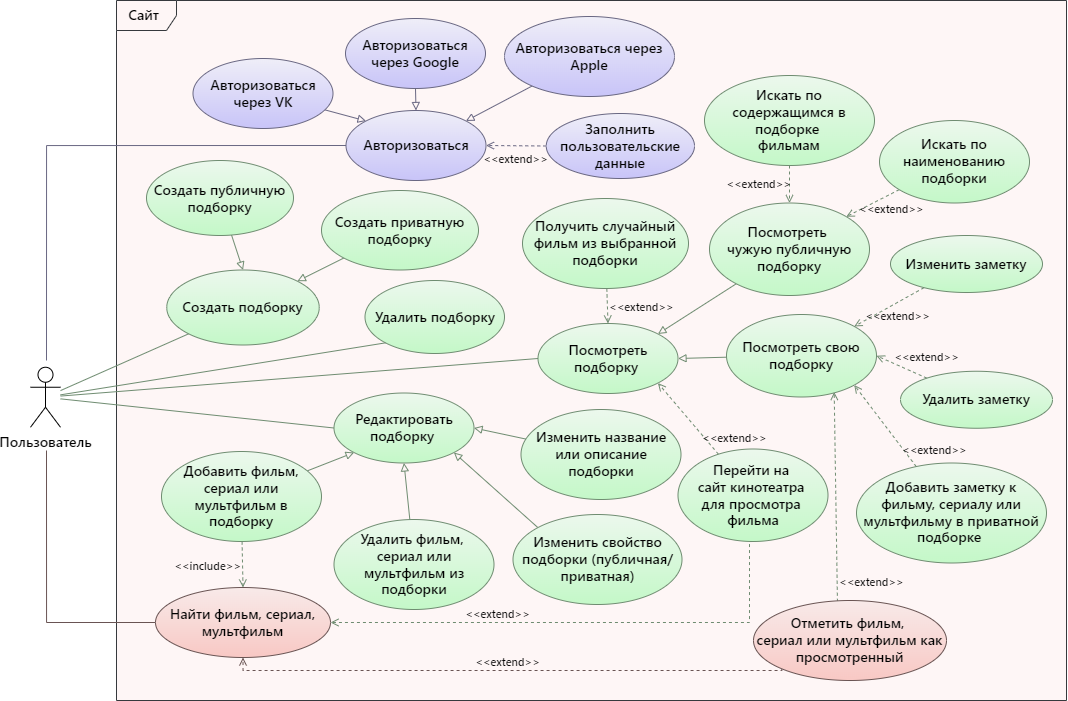 Сайт
Авторизоваться
через VK
Авторизоваться
через Google
Авторизоваться через
Apple
Авторизоваться
<<extend>>
Заполнить
пользовательские
данные
Искать по
содержащимся в
подборке
фильмам
Искать по
наименованию
подборки
<<extend>>
<<extend>>
Создать публичную
подборку
Создать приватную
подборку
Получить случайный
фильм из выбранной
подборки
Посмотреть
чужую публичную
подборку
Изменить заметку
Создать подборку
Удалить подборку
<<extend>>
<<extend>>
Посмотреть
подборку
Посмотреть свою
подборку
<<extend>>
Удалить заметку
Пользователь
Редактировать
подборку
Изменить название
или описание
подборки
<<extend>>
<<extend>>
Добавить фильм,
сериал или
мультфильм в
подборку
Перейти на
сайт кинотеатра
для просмотра
фильма
Добавить заметку к
фильму, сериалу или
мультфильму в приватной
подборке
Удалить фильм,
сериал или
мультфильм из
подборки
Изменить свойство
подборки (публичная/
приватная)
<<include>>
<<extend>>
Найти фильм, сериал,
мультфильм
<<extend>>
Отметить фильм,
сериал или мультфильм как
просмотренный
<<extend>>